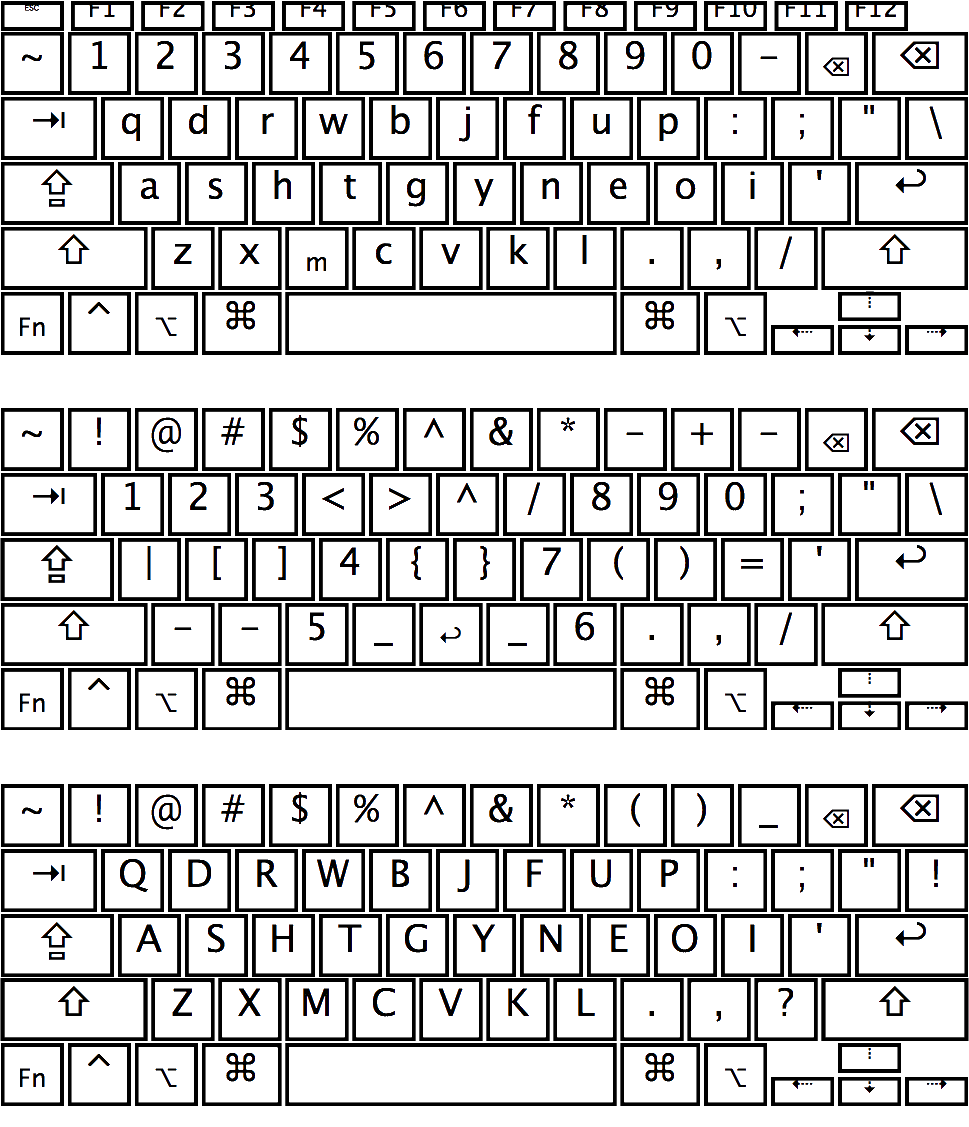 ESC F1 F2 F3 F4 F5 F6 F7 F8 F9 F10 F11 F12
~ 1 2 3 4 5 6 7 8 9 0 - ⌫ ⌫
⇥ q d r w b j f u p : ; " \
⇪ a s h t g y n e o i ' ↩
⇧ z x m c v k l . , / ⇧
Fn ^ ⌥ ⌘ ⌘ ⌥ ⇠ ⇡ ⇣ ⇢
~ ! @ # $ % ^ & * - + - ⌫ ⌫
⇥ 1 2 3 < > ^ / 8 9 0 ; " \
⇪ | [ ] 4 { } 7 ( ) = ' ↩
⇧ - - 5 _ ↩ _ 6 . , / ⇧
Fn ^ ⌥ ⌘ ⌘ ⌥ ⇠ ⇡ ⇣ ⇢
~ ! @ # $ % ^ & * ( ) _ ⌫ ⌫
⇥ Q D R W B J F U P : ; " !
⇪ A S H T G Y N E O I ' ↩
⇧ Z X M C V K L . , ? ⇧
Fn ^ ⌥ ⌘ ⌘ ⌥ ⇠ ⇡ ⇣ ⇢